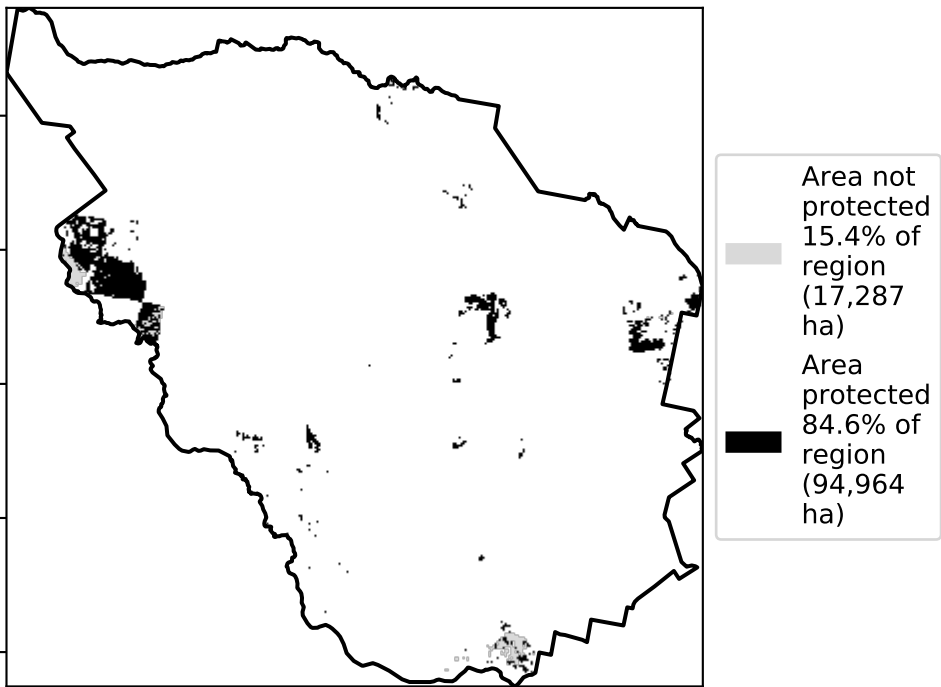 Area not
protected
15.4% of
region
(17,287
ha)
Area
protected
84.6% of
region
(94,964
ha)